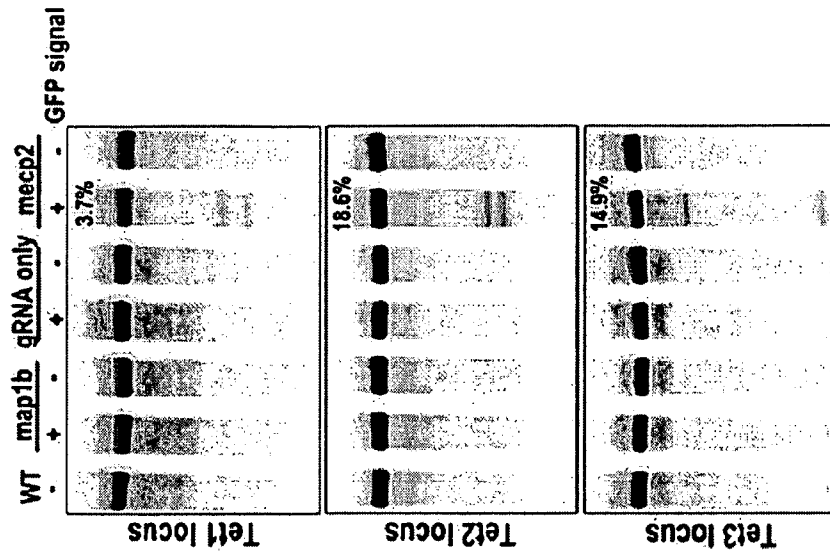 WT map1b gRNA only mecp2
- + - + - + - GFP signal
3.7%
Tet1 locus
18.6%
Tet2 locus
14.9%
Tet3 locus